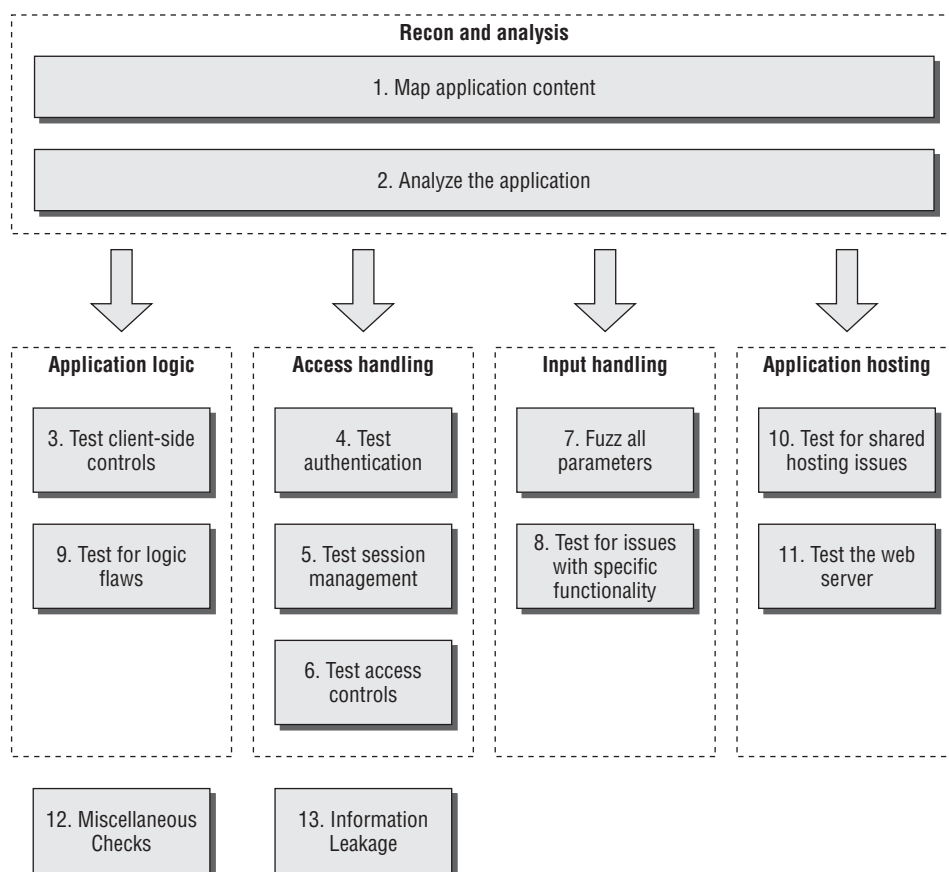 Recon and analysis
1. Map application content
2. Analyze the application
Application logic
3. Test client-side
controls
9. Test for logic
flaws
Access handling
4. Test
authentication
5. Test session
management
6. Test access
controls
Input handling
7. Fuzz all
parameters
8. Test for issues
with specific
functionality
Application hosting
10. Test for shared
hosting issues
11. Test the web
server
12. Miscellaneous
Checks
13. Information
Leakage